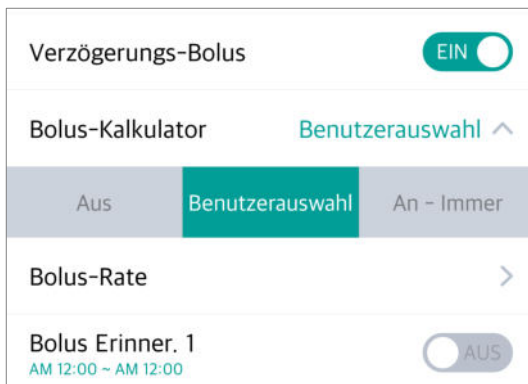 Verzögerungs-Bolus EIN
Bolus-Kalkulator Benutzerauswahl
Aus Benutzerauswahl An - Immer
Bolus-Rate
Bolus Erinner. 1 AUS
AM 12:00 ~ AM 12:00